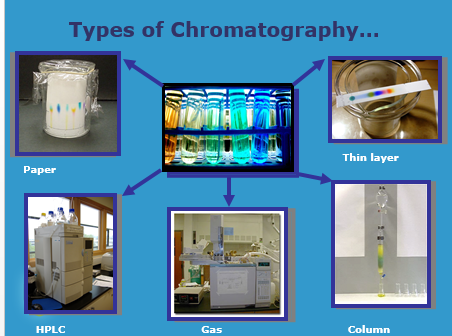 Types of Chromatography...
Paper
Thin layer
HPLC
Gas
Column